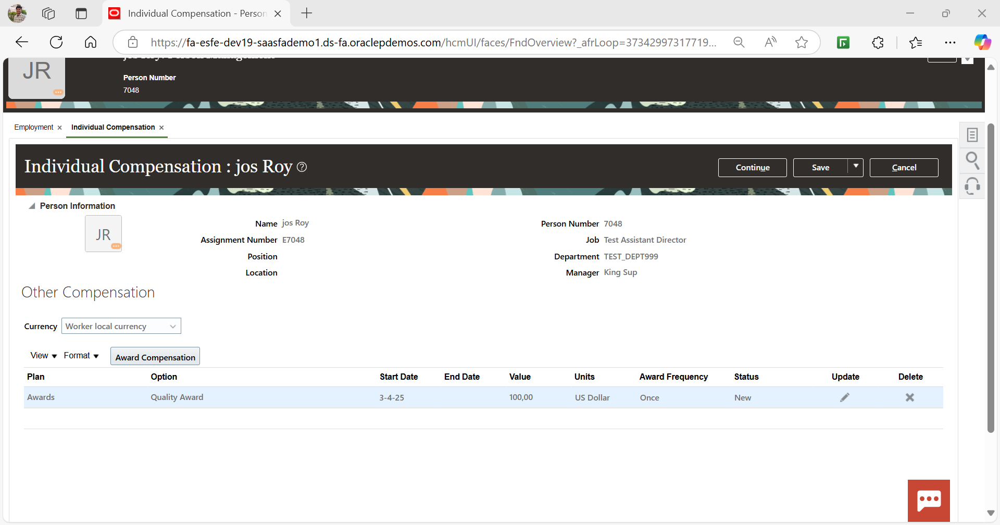 Individual Compensation - Person
https://fa-esfe-dev19-saasfademo1.ds-fa.oraclepdemos.com/hcmUI/faces/FndOverview?_afrLoop=37342997317719...
JR
Person Number
7048
Employment
Individual Compensation
Individual Compensation : jos Roy
Continue
Save
Cancel
Person Information
JR
Name jos Roy
Person Number 7048
Assignment Number E7048
Job Test Assistant Director
Position
Department TEST_DEPT999
Location
Manager King Sup
Other Compensation
Currency Worker local currency
View Format Award Compensation
Plan Option Start Date End Date Value Units Award Frequency Status Update Delete
Awards Quality Award 3-4-25 100,00 US Dollar Once New